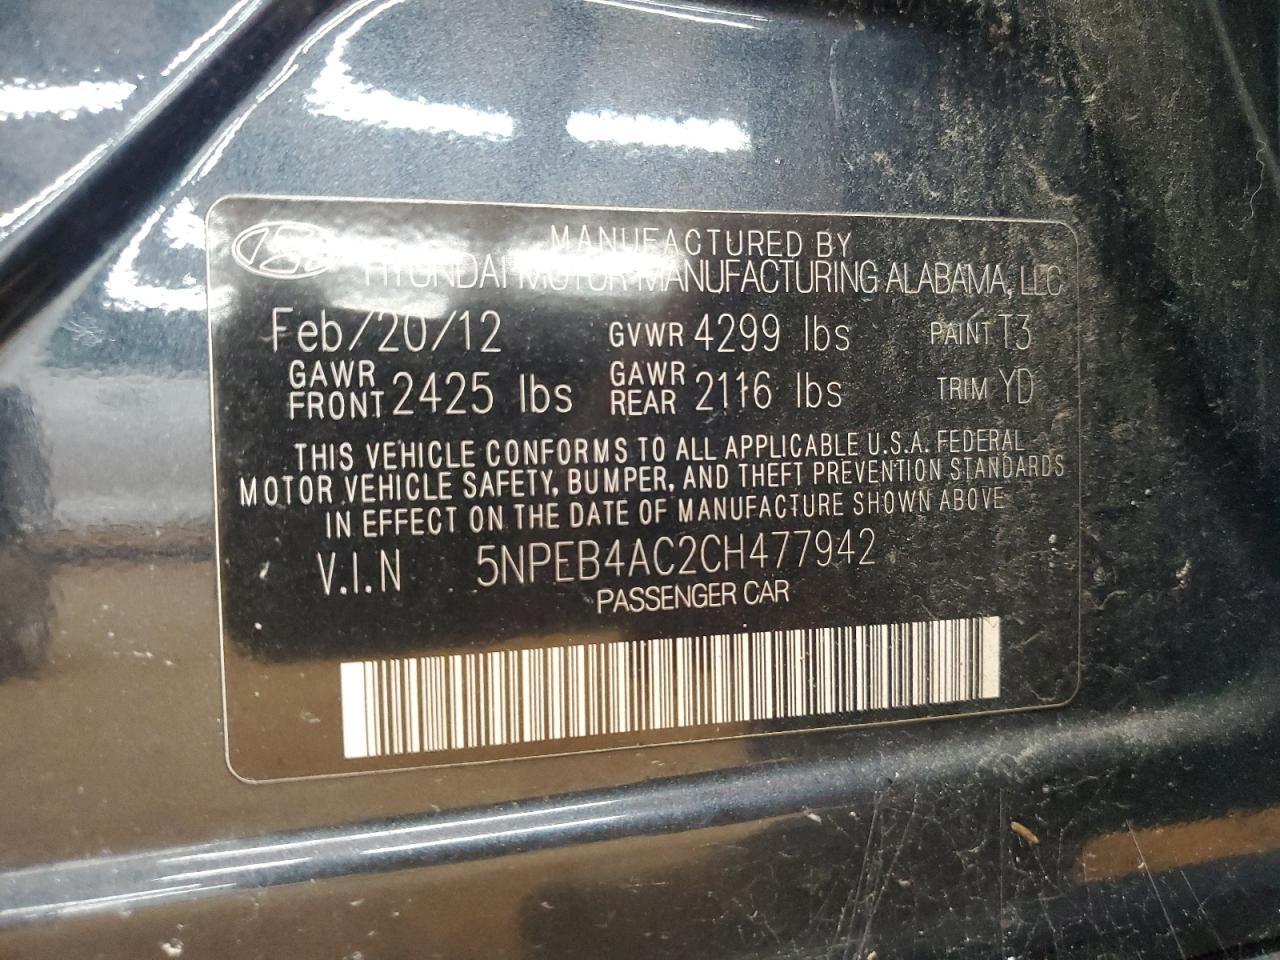 MANUFACTURED BY
HYUNDAI MOTOR MANUFACTURING ALABAMA, LLC
Feb/20/12 GVWR 4299 lbs PAINT T3
GAWR FRONT 2425 lbs GAWR REAR 2116 lbs TRIM YD
THIS VEHICLE CONFORMS TO ALL APPLICABLE U.S.A. FEDERAL
MOTOR VEHICLE SAFETY, BUMPER, AND THEFT PREVENTION STANDARDS
IN EFFECT ON THE DATE OF MANUFACTURE SHOWN ABOVE
V.I.N 5NPEB4AC2CH477942
PASSENGER CAR